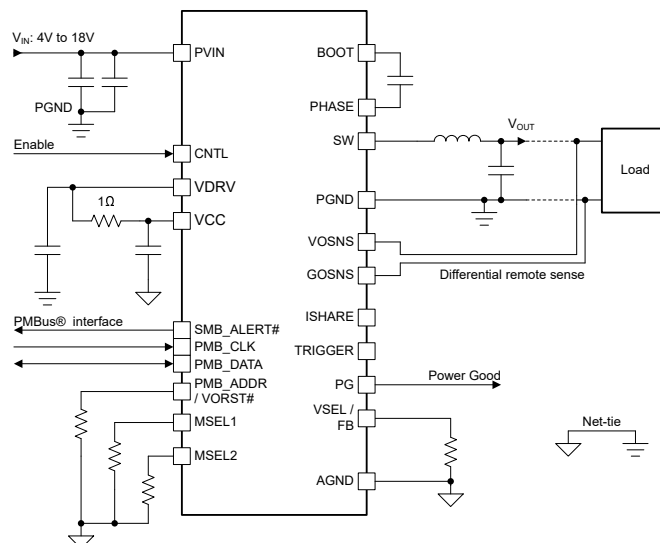 V_IN: 4V to 18V
PVIN
PGND
Enable
CNTL
VDRV
1Ω
VCC
PMBus® interface
SMB_ALERT#
PMB_CLK
PMB_DATA
PMB_ADDR
/ VORST#
MSEL1
MSEL2
BOOT
PHASE
SW
V_OUT
Load
PGND
VOSNS
GOSNS
Differential remote sense
ISHARE
TRIGGER
PG
Power Good
VSEL /
FB
AGND
Net-tie